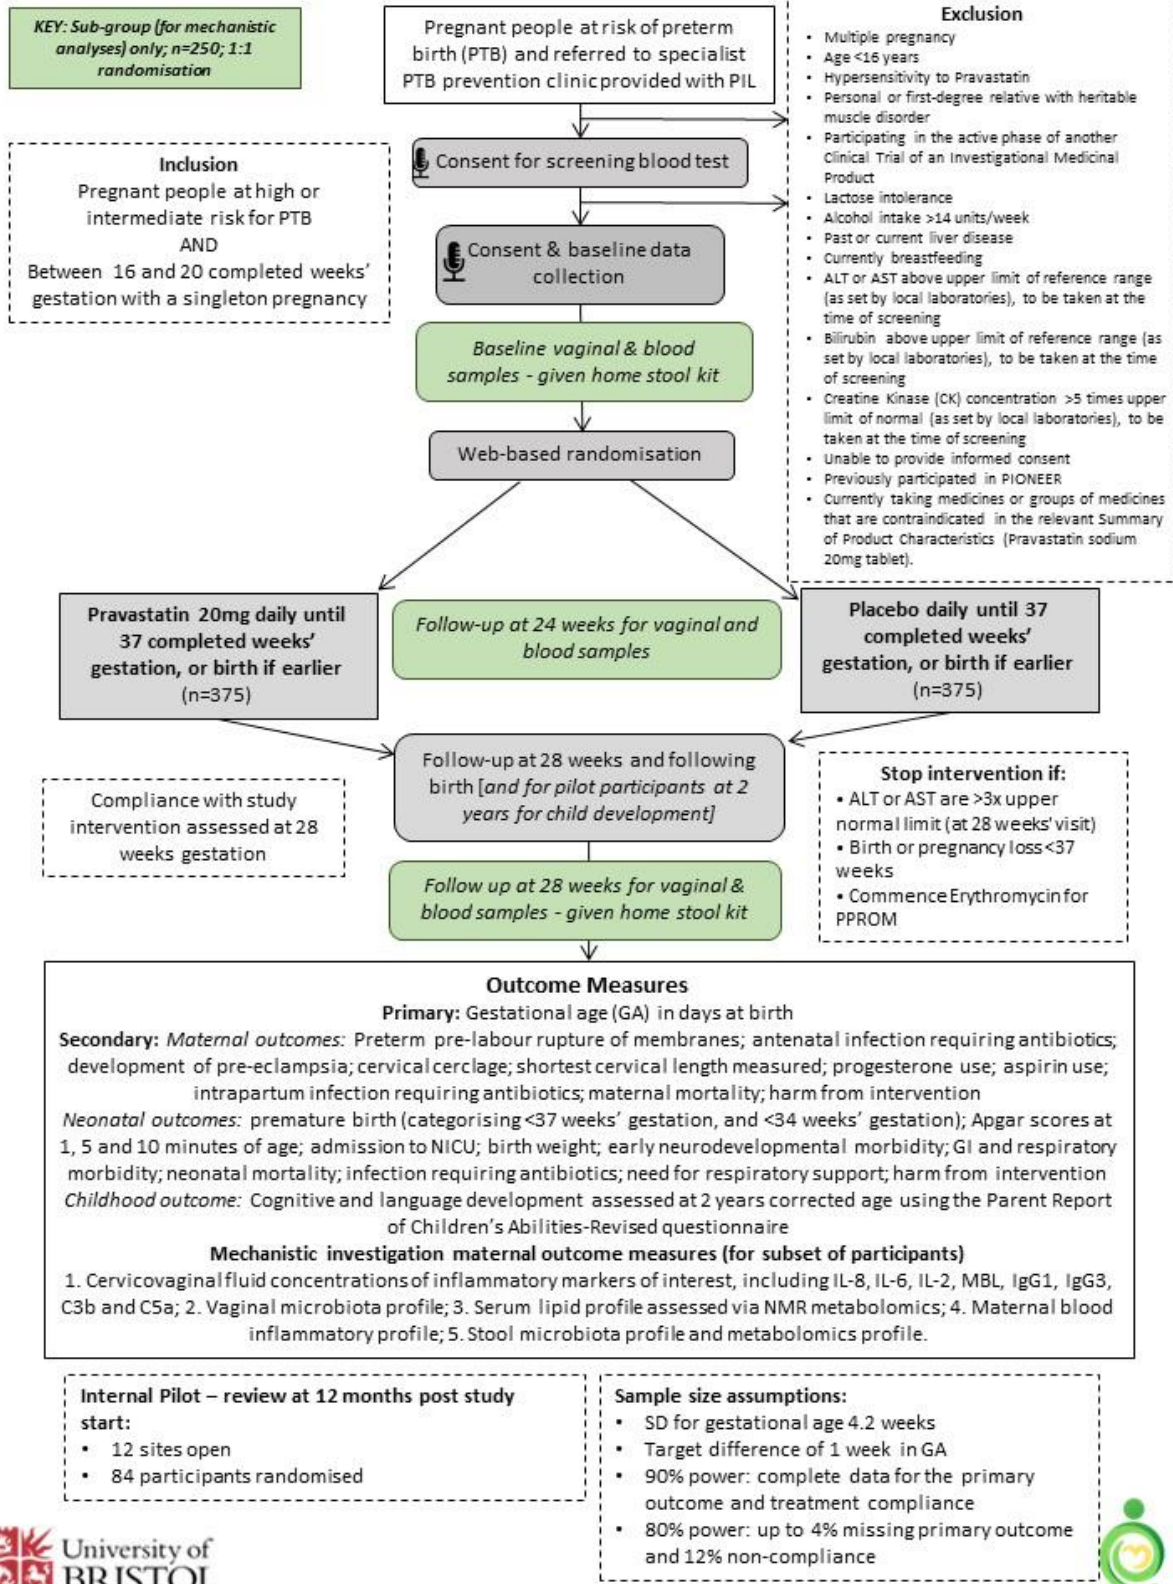 KEY: Sub-group (for mechanistic
analyses) only; n=250; 1:1
randomisation
Pregnant people at risk of preterm
birth (PTB) and referred to specialist
PTB prevention clinic provided with PIL
Exclusion
• Multiple pregnancy
• Age <16 years
• Hypersensitivity to Pravastatin
• Personal or first-degree relative with heritable
muscle disorder
• Participating in the active phase of another
Clinical Trial of an Investigational Medicinal
Product
• Lactose intolerance
• Alcohol intake >14 units/week
• Past or current liver disease
• Currently breastfeeding
• ALT or AST above upper limit of reference range
(as set by local laboratories), to be taken at the
time of screening
• Bilirubin above upper limit of reference range (as
set by local laboratories), to be taken at the time
of screening
• Creatine Kinase (CK) concentration >5 times upper
limit of normal (as set by local laboratories), to be
taken at the time of screening
• Unable to provide informed consent
• Previously participated in PIONEER
• Currently taking medicines or groups of medicines
that are contraindicated in the relevant Summary
of Product Characteristics (Pravastatin sodium
20mg tablet).
Inclusion
Pregnant people at high or
intermediate risk for PTB
AND
Between 16 and 20 completed weeks'
gestation with a singleton pregnancy
Consent for screening blood test
Consent & baseline data
collection
Baseline vaginal & blood
samples - given home stool kit
Web-based randomisation
Pravastatin 20mg daily until
37 completed weeks'
gestation, or birth if earlier
(n=375)
Follow-up at 24 weeks for vaginal and
blood samples
Placebo daily until 37
completed weeks'
gestation, or birth if earlier
(n=375)
Compliance with study
intervention assessed at 28
weeks gestation
Follow-up at 28 weeks and following
birth [and for pilot participants at 2
years for child development]
Stop intervention if:
• ALT or AST are >3x upper
normal limit (at 28 weeks' visit)
• Birth or pregnancy loss <37
weeks
• Commence Erythromycin for
PPROM
Follow up at 28 weeks for vaginal &
blood samples - given home stool kit
Outcome Measures
Primary: Gestational age (GA) in days at birth
Secondary: Maternal outcomes: Preterm pre-labour rupture of membranes; antenatal infection requiring antibiotics;
development of pre-eclampsia; cervical cerclage; shortest cervical length measured; progesterone use; aspirin use;
intrapartum infection requiring antibiotics; maternal mortality; harm from intervention
Neonatal outcomes: premature birth (categorising <37 weeks' gestation, and <34 weeks' gestation); Apgar scores at
1, 5 and 10 minutes of age; admission to NICU; birth weight; early neurodevelopmental morbidity; GI and respiratory
morbidity; neonatal mortality; infection requiring antibiotics; need for respiratory support; harm from intervention
Childhood outcome: Cognitive and language development assessed at 2 years corrected age using the Parent Report
of Children's Abilities-Revised questionnaire
Mechanistic investigation maternal outcome measures (for subset of participants)
1. Cervicovaginal fluid concentrations of inflammatory markers of interest, including IL-8, IL-6, IL-2, MBL, IgG1, IgG3,
C3b and C5a; 2. Vaginal microbiota profile; 3. Serum lipid profile assessed via NMR metabolomics; 4. Maternal blood
inflammatory profile; 5. Stool microbiota profile and metabolomics profile.
Internal Pilot – review at 12 months post study
start:
• 12 sites open
• 84 participants randomised
Sample size assumptions:
• SD for gestational age 4.2 weeks
• Target difference of 1 week in GA
• 90% power: complete data for the primary
outcome and treatment compliance
• 80% power: up to 4% missing primary outcome
and 12% non-compliance
University of
BRISTOL